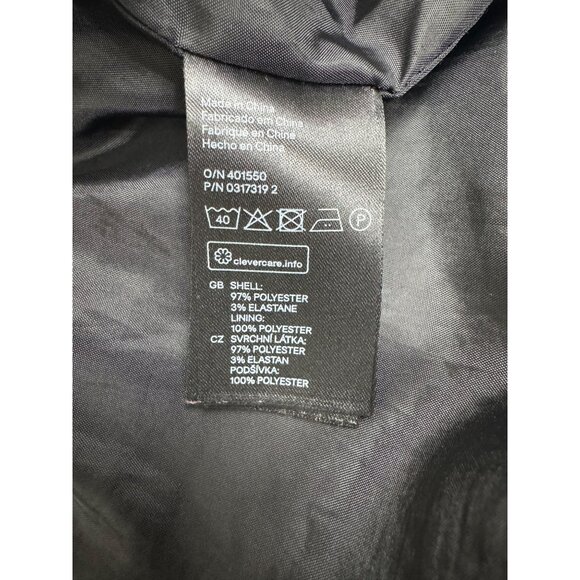 Made in China
Fabricado em China
Fabriqué en Chine
Hecho en China
O/N 401550
P/N 0317319 2
40 P
clevercare.info
GB SHELL:
97% POLYESTER
3% ELASTANE
LINING:
100% POLYESTER
CZ SVRCHNÍ LÁTKA:
97% POLYESTER
3% ELASTAN
PODŠÍVKA:
100% POLYESTER